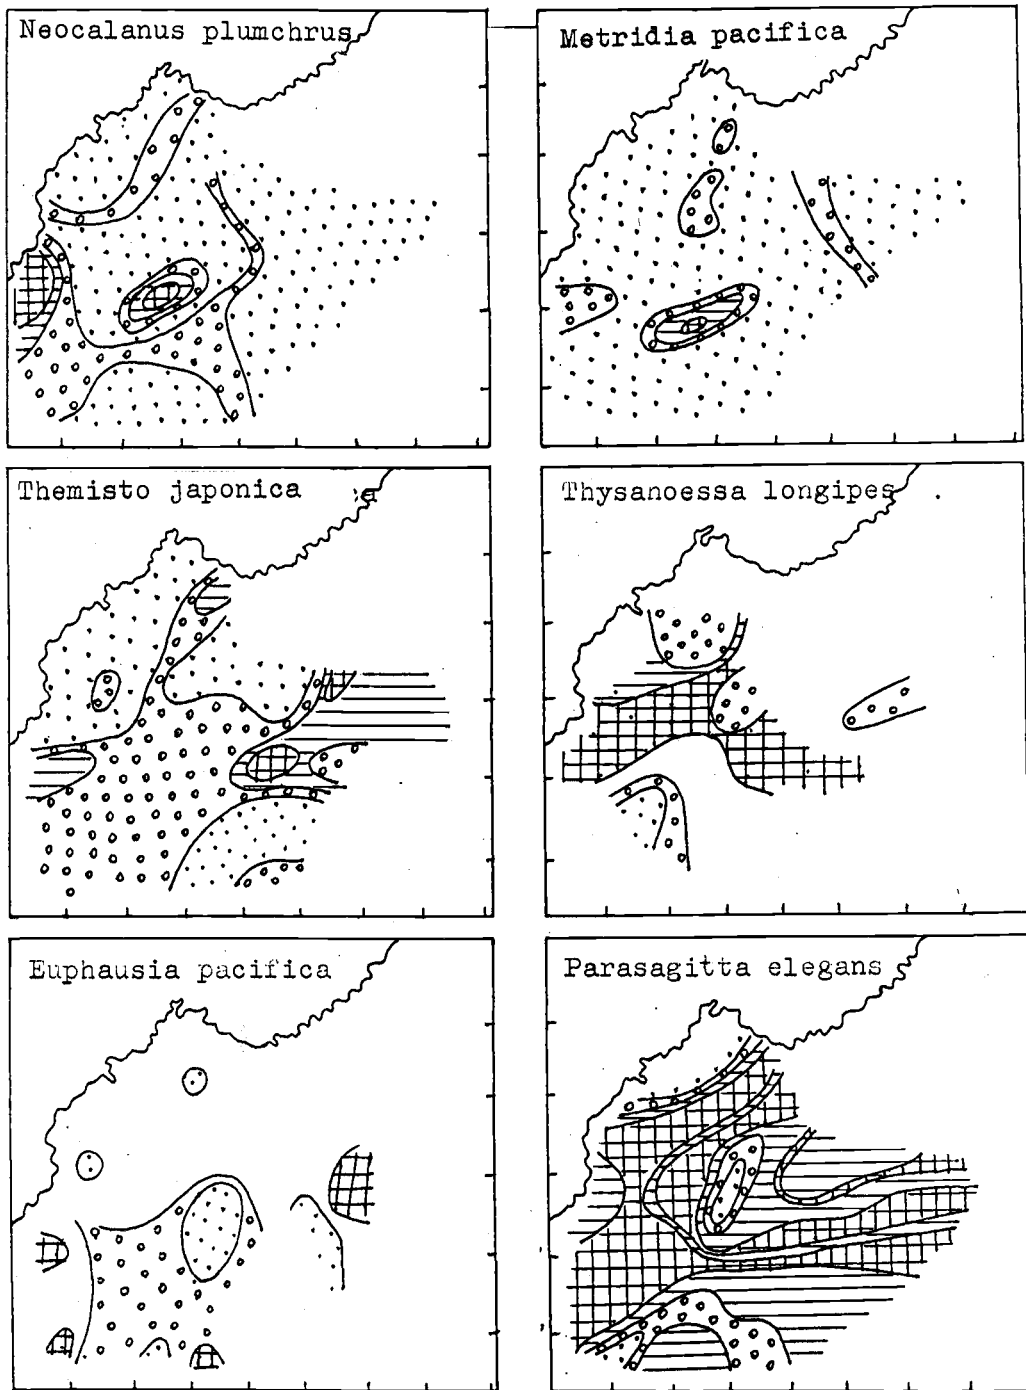 Neocalanus plumchrus
Metridia pacifica
Themisto japonica
Thysanoessa longipes
Euphausia pacifica
Parasagitta elegans